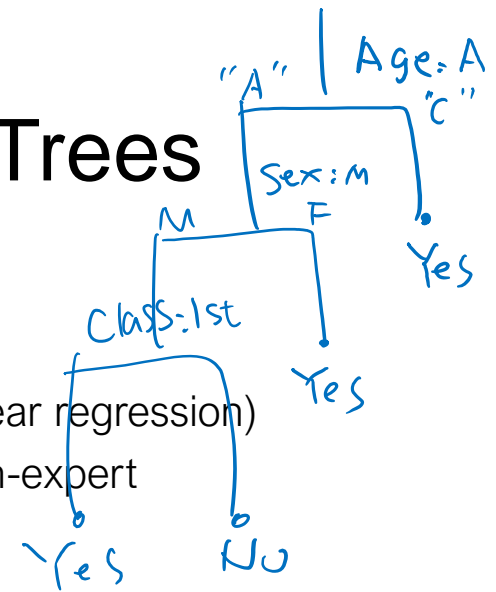 "A" Age: A
"C"
Trees
Sex: M
M F
Yes
Class: 1st
Yes
ear regression)
n-expert
Yes No